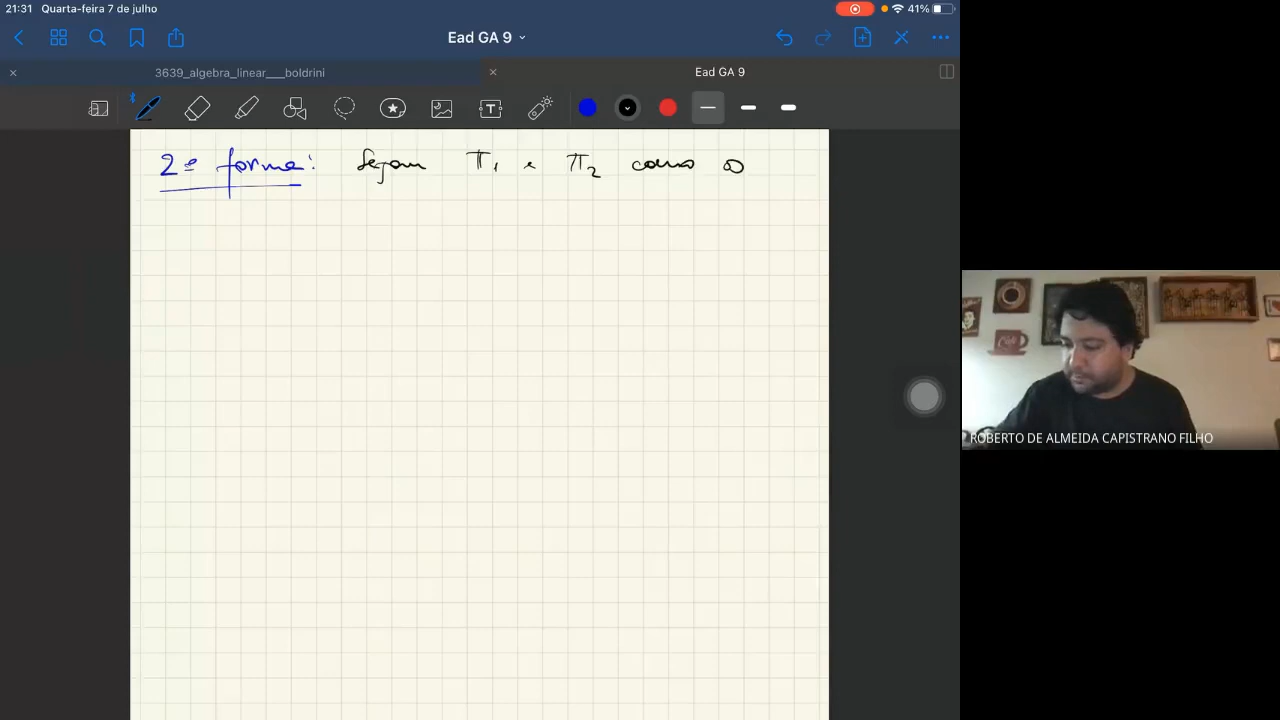 21:31 Quarta-feira 7 de julho
41%
Ead GA 9
3639_algebra_linear___boldrini
Ead GA 9
T
2ª forma: Sejam π₁ e π₂ como
ROBERTO DE ALMEIDA CAPISTRANO FILHO